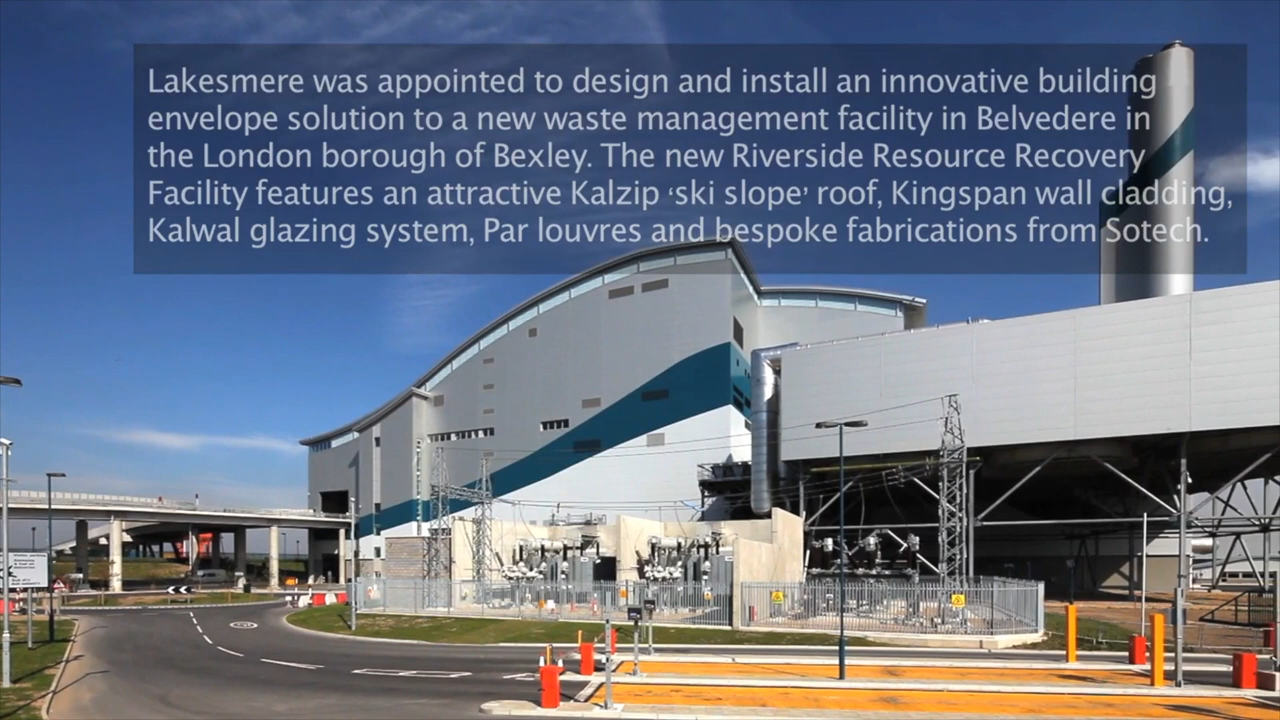 Lakesmere was appointed to design and install an innovative building
envelope solution to a new waste management facility in Belvedere in
the London borough of Bexley. The new Riverside Resource Recovery
Facility features an attractive Kalzip ‘ski slope’ roof, Kingspan wall cladding,
Kalwal glazing system, Par louvres and bespoke fabrications from Sotech.